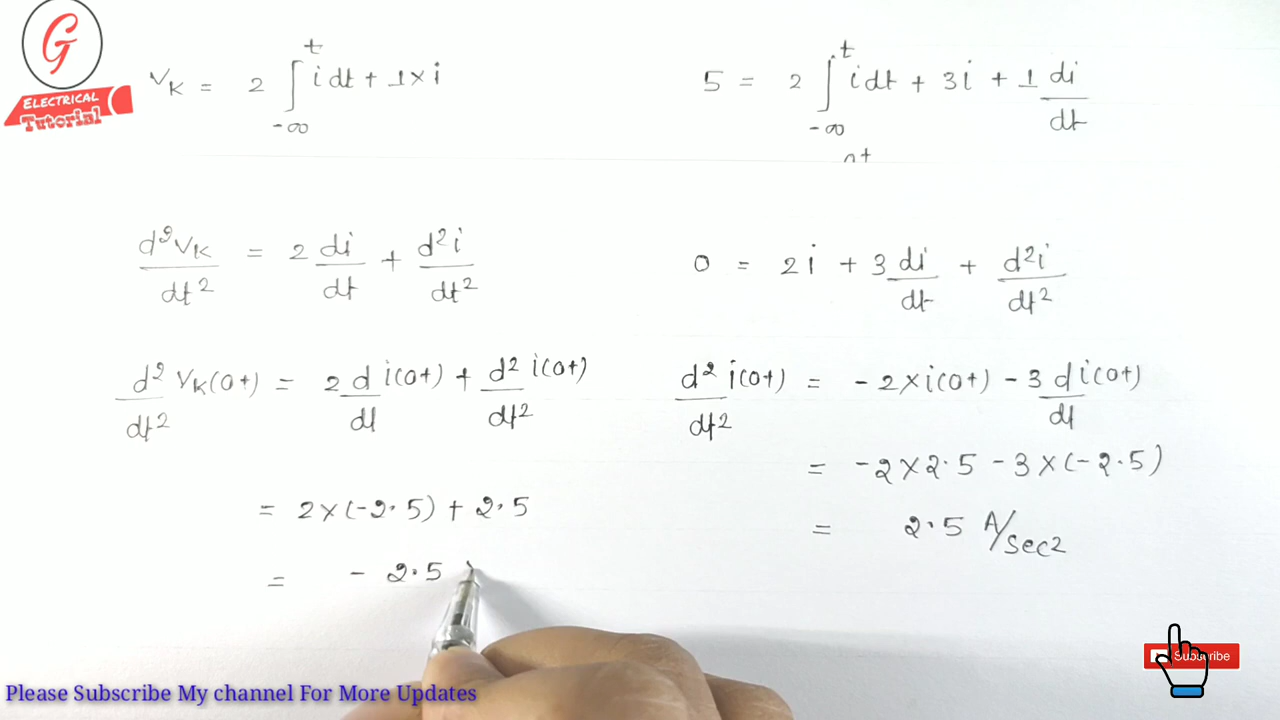 G
ELECTRICAL
Tutorial
V_K = 2 ∫_{-∞}^{t} i dt + 1 × i
5 = 2 ∫_{-∞}^{t} i dt + 3i + 1 di/dt
0+
d²V_K/dt² = 2 di/dt + d²i/dt²
0 = 2i + 3 di/dt + d²i/dt²
d²/dt² V_K(0+) = 2 d/dt i(0+) + d²/dt² i(0+)
d²/dt² i(0+) = -2 × i(0+) - 3 d/dt i(0+)
= -2 × 2.5 - 3 × (-2.5)
= 2 × (-2.5) + 2.5
= 2.5 A/sec2
= - 2.5
Subscribe
Please Subscribe My channel For More Updates